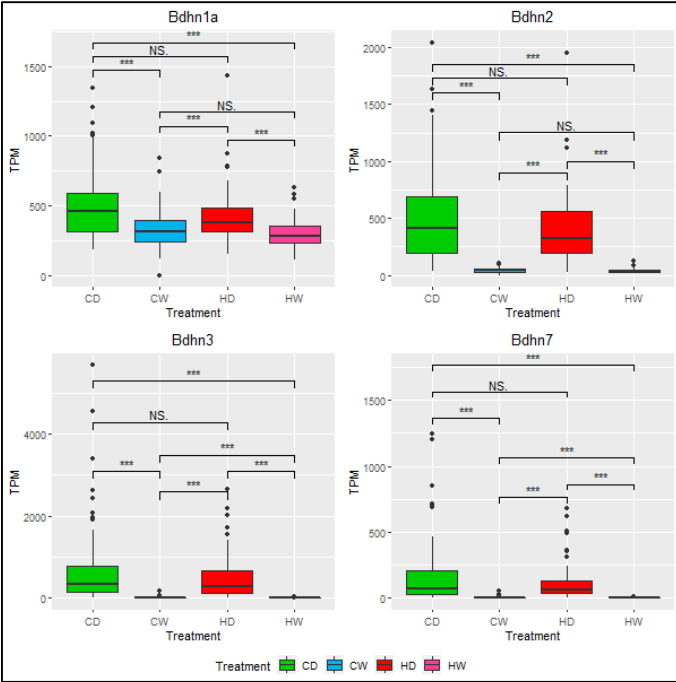 Bdhn1a
Bdhn2
***
NS.
***
NS.
***
***
TPM
1500
1000
500
0
CD CW HD HW
Treatment
***
NS.
***
NS.
***
***
TPM
2000
1500
1000
500
0
CD CW HD HW
Treatment
Bdhn3
Bdhn7
***
NS.
***
***
***
***
TPM
4000
2000
0
CD CW HD HW
Treatment
***
NS.
***
***
***
***
TPM
1500
1000
500
0
CD CW HD HW
Treatment
Treatment CD CW HD HW